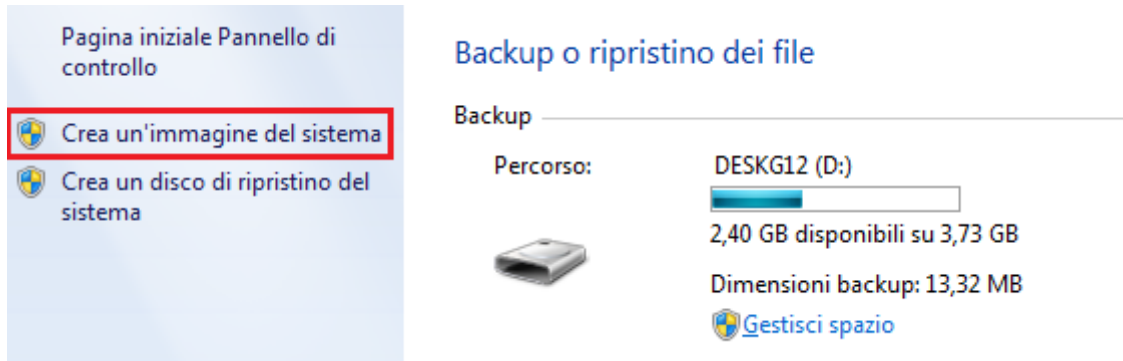 Pagina iniziale Pannello di
controllo
Crea un'immagine del sistema
Crea un disco di ripristino del
sistema
Backup o ripristino dei file
Backup
Percorso:
DESKG12 (D:)
2,40 GB disponibili su 3,73 GB
Dimensioni backup: 13,32 MB
Gestisci spazio